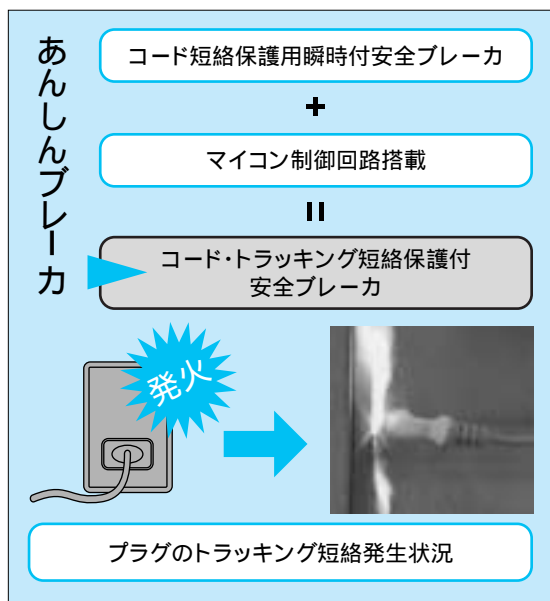 あんしんブレーカ
コード短絡保護用瞬時付安全ブレーカ
+
マイコン制御回路搭載
=
コード・トラッキング短絡保護付
安全ブレーカ
発火
プラグのトラッキング短絡発生状況